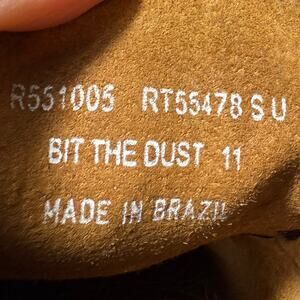 R551005 RT55478 S U
BIT THE DUST 11
MADE IN BRAZIL